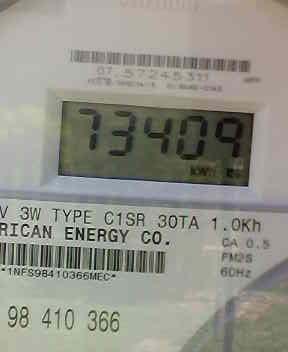 07.57245311
73409
V 3W TYPE C1SR 30TA 1.0Kh
RICAN ENERGY CO.
CA 0.5
FM2S
*1NFS98410366MEC*
60Hz
98 410 366